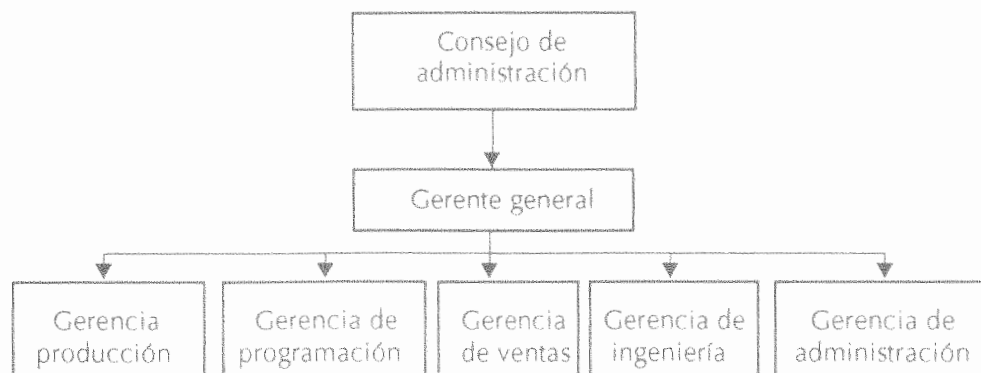 Consejo de
administración
Gerente general
Gerencia
producción
Gerencia de
programación
Gerencia
de ventas
Gerencia de
ingeniería
Gerencia de
administración